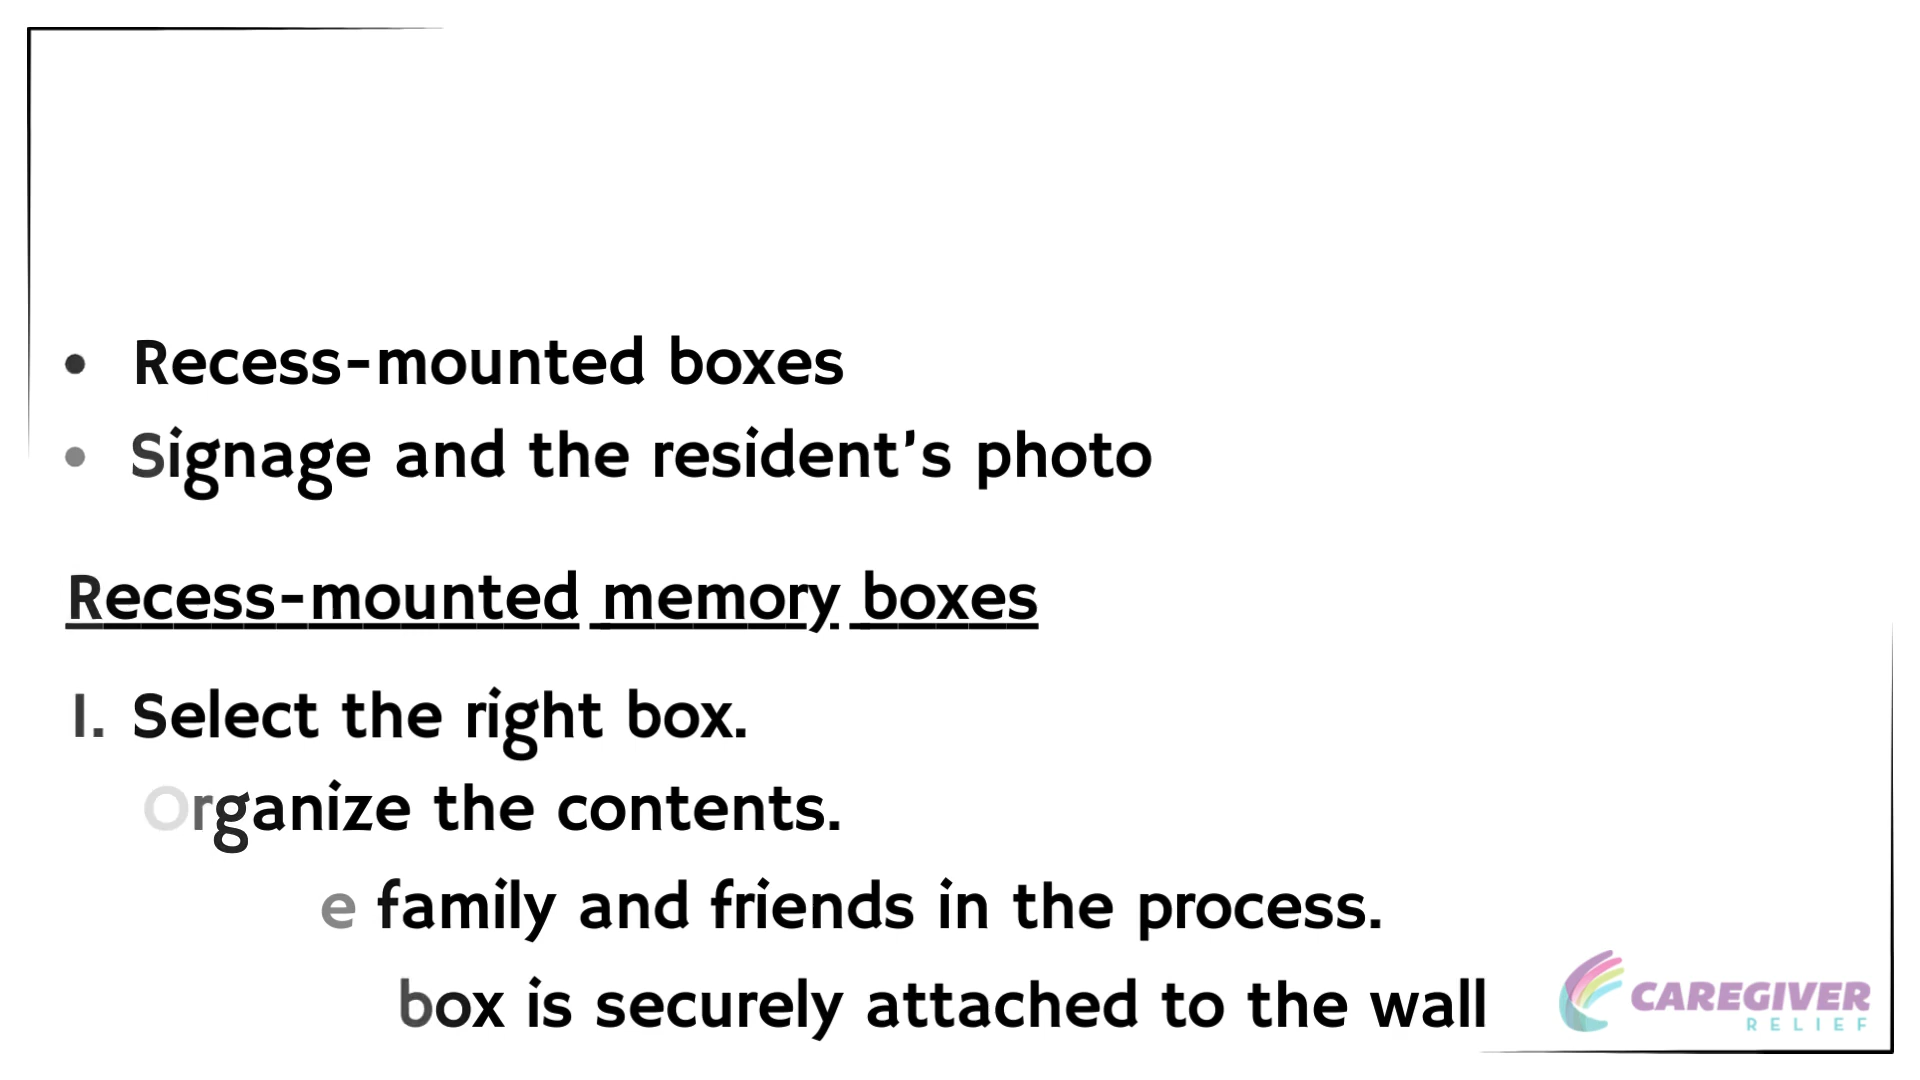 • Recess-mounted boxes
• Signage and the resident's photo
Recess-mounted memory boxes
1. Select the right box.
Organize the contents.
e family and friends in the process.
box is securely attached to the wall
CAREGIVER
RELIEF